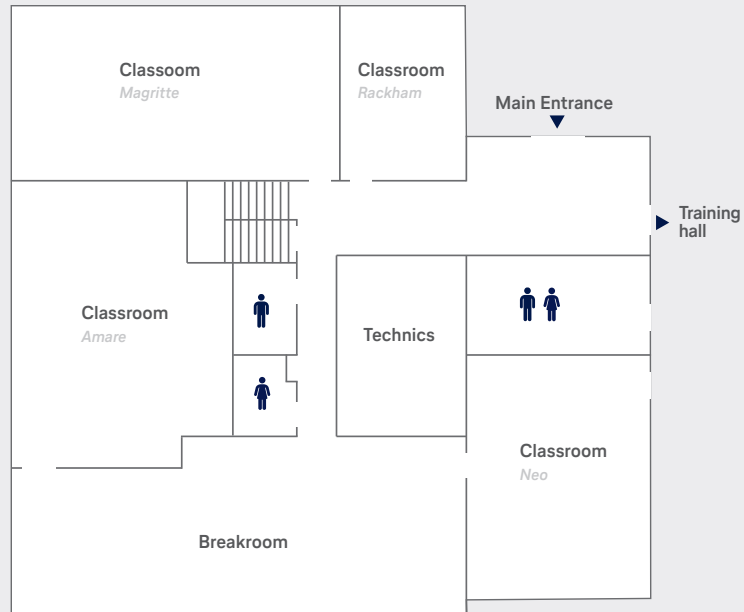 Classoom
Magritte
Classroom
Rackham
Main Entrance
Training
hall
Classroom
Amare
Technics
Classroom
Neo
Breakroom